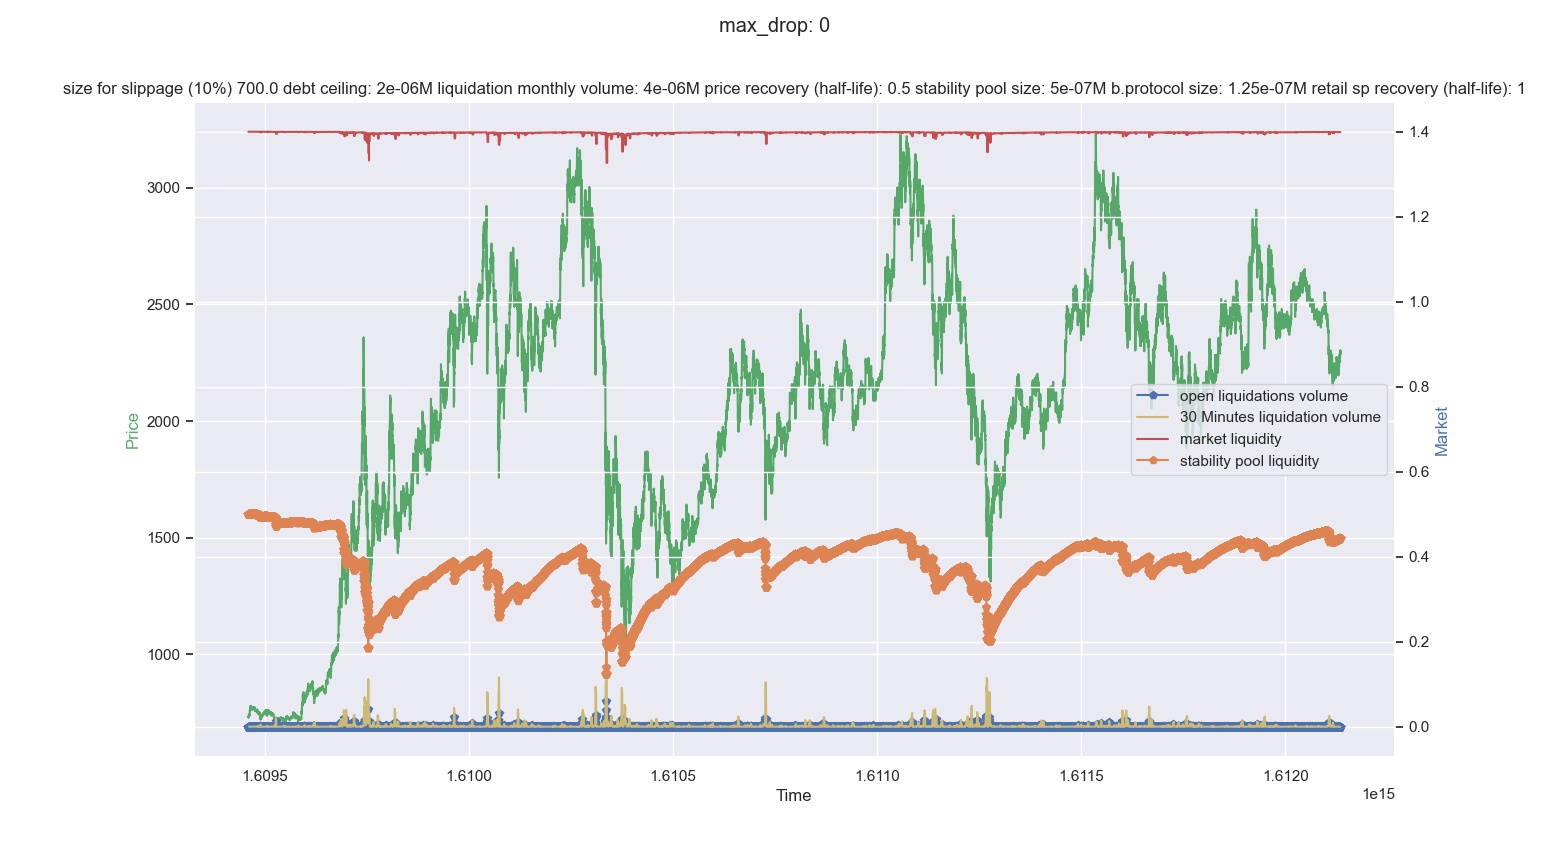 max_drop: 0
size for slippage (10%) 700.0 debt ceiling: 2e-06M liquidation monthly volume: 4e-06M price recovery (half-life): 0.5 stability pool size: 5e-07M b.protocol size: 1.25e-07M retail sp recovery (half-life): 1
3000
2500
2000
1500
1000
Price
1.4
1.2
1.0
0.8
0.6
0.4
0.2
0.0
Market
open liquidations volume
30 Minutes liquidation volume
market liquidity
stability pool liquidity
1.6095 1.6100 1.6105 1.6110 1.6115 1.6120
1e15
Time